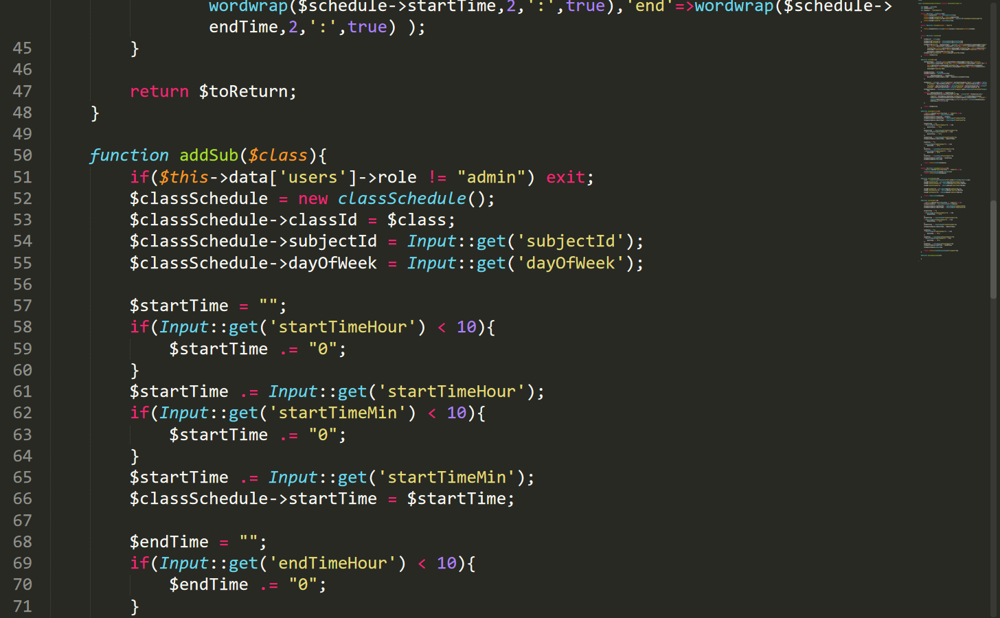 wordwrap($schedule->startTime,2,':',true),'end'=>wordwrap($schedule->
endTime,2,':',true) );
45 }
46
47 return $toReturn;
48 }
49
50 function addSub($class){
51 if($this->data['users']->role != "admin") exit;
52 $classSchedule = new classSchedule();
53 $classSchedule->classId = $class;
54 $classSchedule->subjectId = Input::get('subjectId');
55 $classSchedule->dayOfWeek = Input::get('dayOfWeek');
56
57 $startTime = "";
58 if(Input::get('startTimeHour') < 10){
59 $startTime .= "0";
60 }
61 $startTime .= Input::get('startTimeHour');
62 if(Input::get('startTimeMin') < 10){
63 $startTime .= "0";
64 }
65 $startTime .= Input::get('startTimeMin');
66 $classSchedule->startTime = $startTime;
67
68 $endTime = "";
69 if(Input::get('endTimeHour') < 10){
70 $endTime .= "0";
71 }